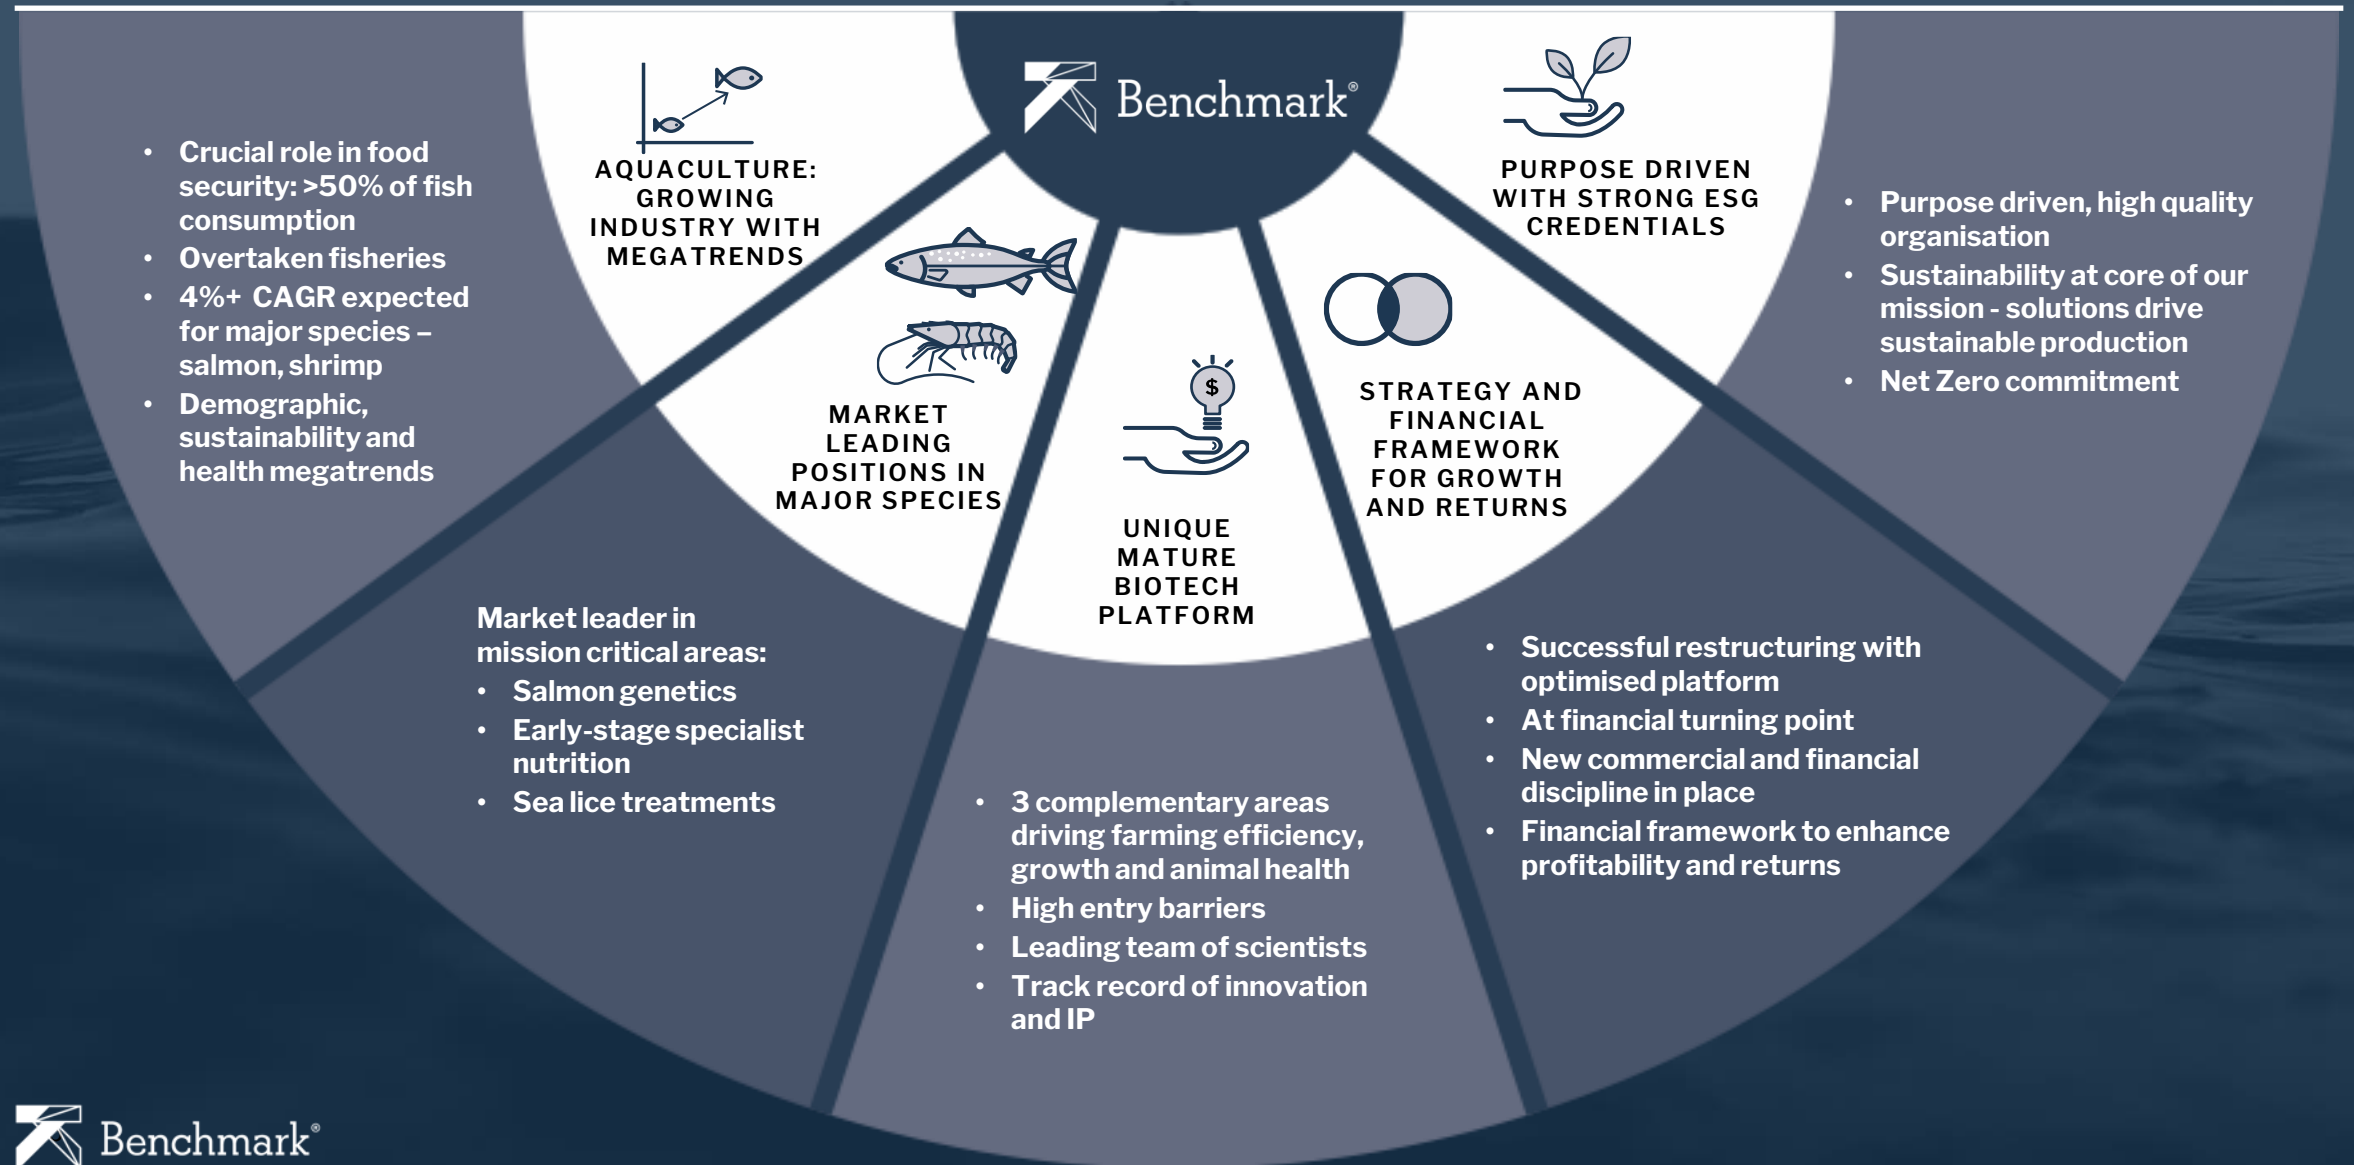 Benchmark®
AQUACULTURE:
GROWING
INDUSTRY WITH
MEGATRENDS
• Crucial role in food
security: >50% of fish
consumption
• Overtaken fisheries
• 4%+ CAGR expected
for major species –
salmon, shrimp
• Demographic,
sustainability and
health megatrends
MARKET
LEADING
POSITIONS IN
MAJOR SPECIES
Market leader in
mission critical areas:
• Salmon genetics
• Early-stage specialist
nutrition
• Sea lice treatments
$
UNIQUE
MATURE
BIOTECH
PLATFORM
• 3 complementary areas
driving farming efficiency,
growth and animal health
• High entry barriers
• Leading team of scientists
• Track record of innovation
and IP
STRATEGY AND
FINANCIAL
FRAMEWORK
FOR GROWTH
AND RETURNS
• Successful restructuring with
optimised platform
• At financial turning point
• New commercial and financial
discipline in place
• Financial framework to enhance
profitability and returns
PURPOSE DRIVEN
WITH STRONG ESG
CREDENTIALS
• Purpose driven, high quality
organisation
• Sustainability at core of our
mission - solutions drive
sustainable production
• Net Zero commitment
Benchmark®